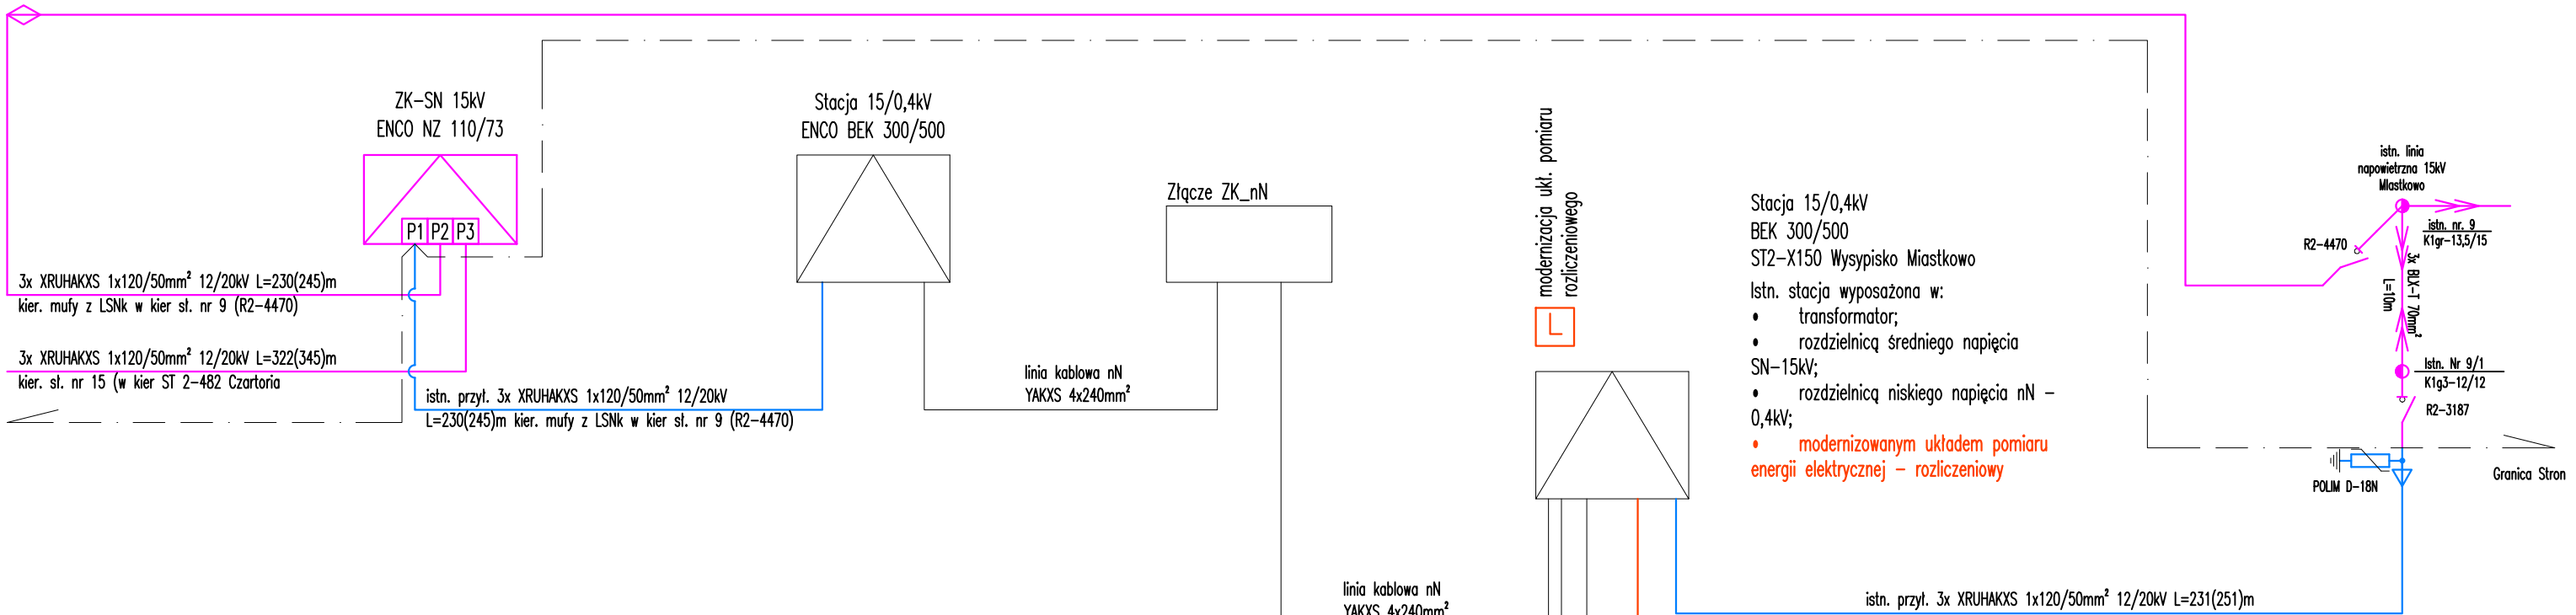 ZK-SN 15kV
ENCO NZ 110/73
P1 P2 P3
3x XRUHAKXS 1x120/50mm² 12/20kV L=230(245)m
kier. mufy z LSNk w kier st. nr 9 (R2-4470)
3x XRUHAKXS 1x120/50mm² 12/20kV L=322(345)m
kier. st. nr 15 (w kier ST 2-482 Czartoria
istn. przył. 3x XRUHAKXS 1x120/50mm² 12/20kV
L=230(245)m kier. mufy z LSNk w kier st. nr 9 (R2-4470)
Stacja 15/0,4kV
ENCO BEK 300/500
linia kablowa nN
YAKXS 4x240mm²
Złącze ZK_nN
linia kablowa nN
YAKXS 4x240mm²
modernizacja ukł. pomiaru
rozliczeniowego
L
Stacja 15/0,4kV
BEK 300/500
ST2-X150 Wysypisko Miastkowo
Istn. stacja wyposażona w:
• transformator;
• rozdzielnicą średniego napięcia
SN-15kV;
• rozdzielnicą niskiego napięcia nN -
0,4kV;
• modernizowanym układem pomiaru
energii elektrycznej - rozliczeniowy
istn. linia
napowietrzna 15kV
MIastkowo
R2-4470
istn. nr. 9
K1gr-13,5/15
3x BLX-T 70mm²
L=10m
Istn. Nr 9/1
K1g3-12/12
R2-3187
POLIM D-18N
Granica Stron
istn. przył. 3x XRUHAKXS 1x120/50mm² 12/20kV L=231(251)m